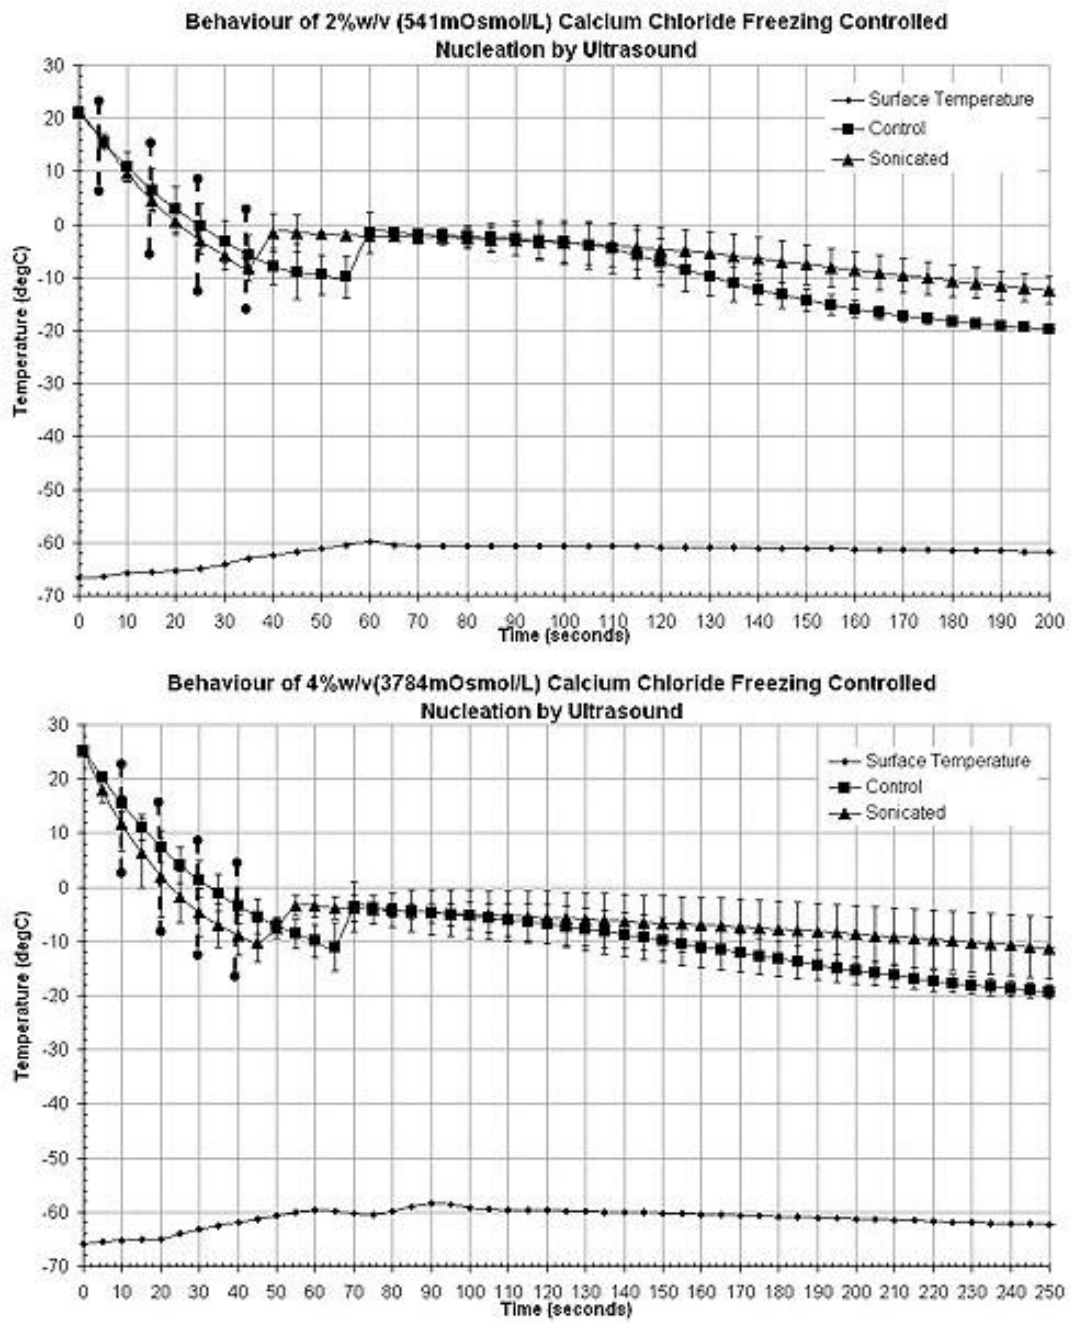 Behaviour of 2%w/v (541mOsmol/L) Calcium Chloride Freezing Controlled
Nucleation by Ultrasound
30
20
10
0
-10
-20
-30
-40
-50
-60
-70
Temperature (degC)
Surface Temperature
Control
Sonicated
0 10 20 30 40 50 60 70 80 90 100 110 120 130 140 150 160 170 180 190 200
Time (seconds)
Behaviour of 4%w/v(3784mOsmol/L) Calcium Chloride Freezing Controlled
Nucleation by Ultrasound
30
20
10
0
-10
-20
-30
-40
-50
-60
-70
Temperature (degC)
Surface Temperature
Control
Sonicated
0 10 20 30 40 50 60 70 80 90 100 110 120 130 140 150 160 170 180 190 200 210 220 230 240 250
Time (seconds)